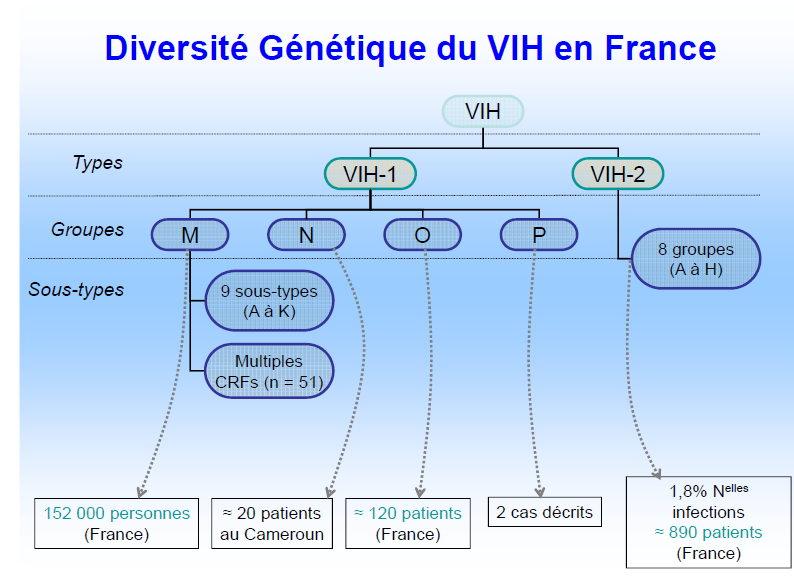 Diversité Génétique du VIH en France
VIH
Types
VIH-1
VIH-2
Groupes
M
N
O
P
8 groupes
(A à H)
Sous-types
9 sous-types
(A à K)
Multiples
CRFs (n = 51)
152 000 personnes
(France)
≈ 20 patients
au Cameroun
≈ 120 patients
(France)
2 cas décrits
1,8% Nelles
infections
≈ 890 patients
(France)